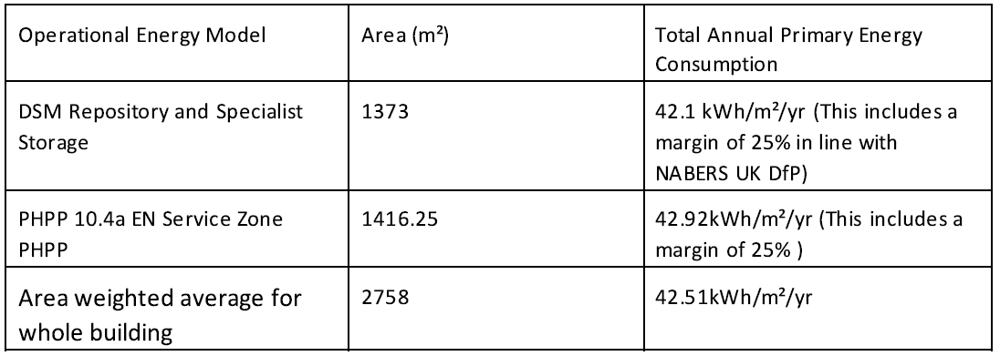 Operational Energy Model
Area (m²)
Total Annual Primary Energy
Consumption
DSM Repository and Specialist
Storage
1373
42.1 kWh/m²/yr (This includes a
margin of 25% in line with
NABERS UK DfP)
PHPP 10.4a EN Service Zone
PHPP
1416.25
42.92kWh/m²/yr (This includes a
margin of 25% )
Area weighted average for
whole building
2758
42.51kWh/m²/yr